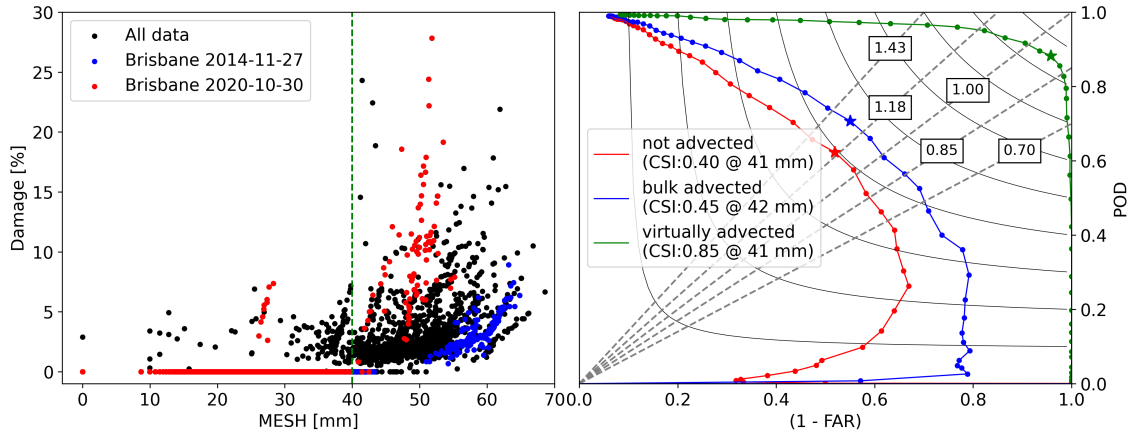 30
25
20
15
10
5
0
Damage [%]
All data
Brisbane 2014-11-27
Brisbane 2020-10-30
0
10
20
30
40
50
60
70
MESH [mm]
1.43
1.18
1.00
0.85
0.70
not advected
(CSI:0.40 @ 41 mm)
bulk advected
(CSI:0.45 @ 42 mm)
virtually advected
(CSI:0.85 @ 41 mm)
0.0
0.2
0.4
0.6
0.8
1.0
(1 - FAR)
1.0
0.8
0.6
0.4
0.2
0.0
POD